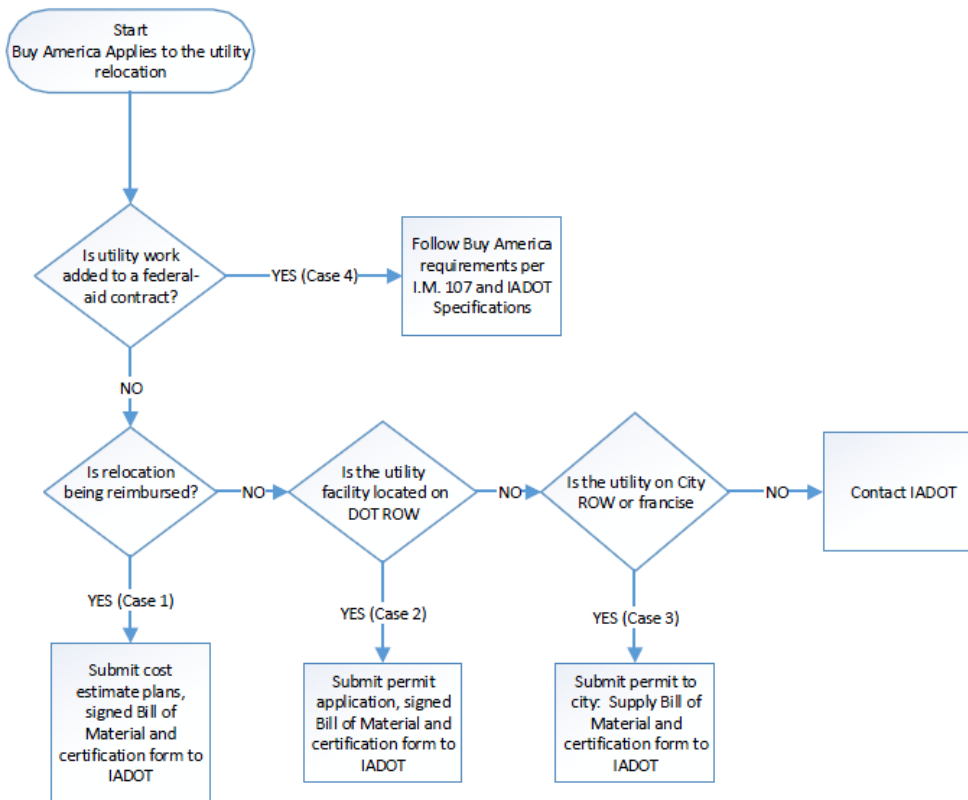 Start
Buy America Applies to the utility
relocation
Is utility work
added to a federal-
aid contract?
YES (Case 4)
Follow Buy America
requirements per
I.M. 107 and IADOT
Specifications
NO
Is relocation
being reimbursed?
NO
Is the utility
facility located on
DOT ROW
NO
Is the utility on City
ROW or francise
NO
Contact IADOT
YES (Case 1)
YES (Case 2)
YES (Case 3)
Submit cost
estimate plans,
signed Bill of
Material and
certification form to
IADOT
Submit permit
application, signed
Bill of Material and
certification form to
IADOT
Submit permit to
city: Supply Bill of
Material and
certification form to
IADOT